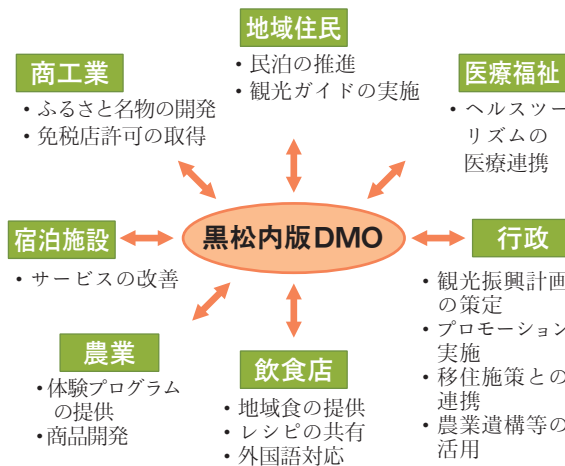 地域住民
・民泊の推進
・観光ガイドの実施
商工業
・ふるさと名物の開発
・免税店許可の取得
医療福祉
・ヘルスツー
リズムの
医療連携
黒松内版DMO
宿泊施設
・サービスの改善
行政
・観光振興計画
の策定
・プロモーション
実施
・移住施策との
連携
・農業遺構等の
活用
農業
・体験プログラム
の提供
・商品開発
飲食店
・地域食の提供
・レシピの共有
・外国語対応